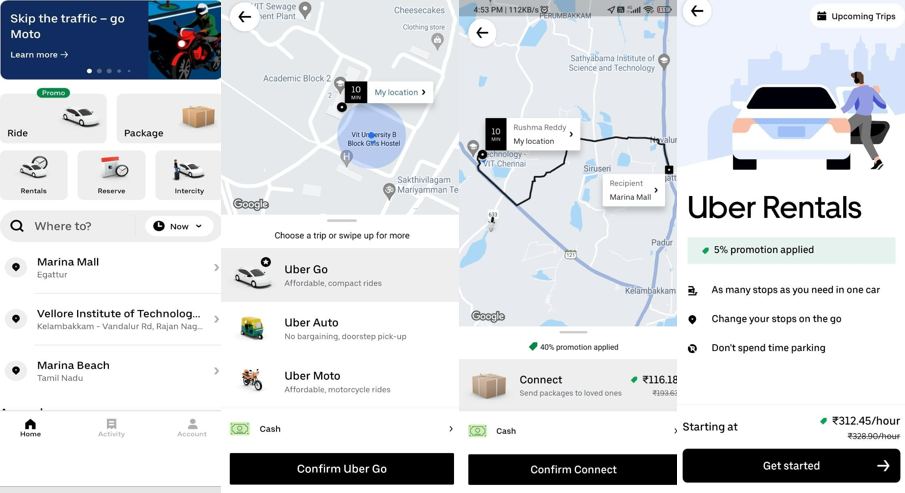 Skip the traffic – go
Moto
Learn more →
Promo
Ride
Package
Rentals
Reserve
Intercity
Where to?
Now
Marina Mall
Egattur
Vellore Institute of Technolog...
Kelambakkam - Vandalur Rd, Rajan Nag...
Marina Beach
Tamil Nadu
Home
Activity
Account
VIT Sewage
ment Plant
Cheesecakes
Clothing store
Academic Block 2
2
10
MIN
My location
Vit University B
Block Girls Hostel
Sakthivilagam
Mariyamman Te
Google
Choose a trip or swipe up for more
Uber Go
Affordable, compact rides
Uber Auto
No bargaining, doorstep pick-up
Uber Moto
Affordable, motorcycle rides
Cash
Confirm Uber Go
4:53 PM | 112KB/s
PERUMBAKKAM
Sathyabama Institute of
Science and Technology
10
MIN
Rushma Reddy
My location
Navalur
Technology
VIT Chennai
Siruseri
Recipient
Marina Mall
Padur
Kelambakkam
Google
40% promotion applied
Connect
₹116.18
Send packages to loved ones
Cash
Confirm Connect
Upcoming Trips
Uber Rentals
5% promotion applied
As many stops as you need in one car
Change your stops on the go
Don't spend time parking
Starting at
₹312.45/hour
₹328.90/hour
Get started